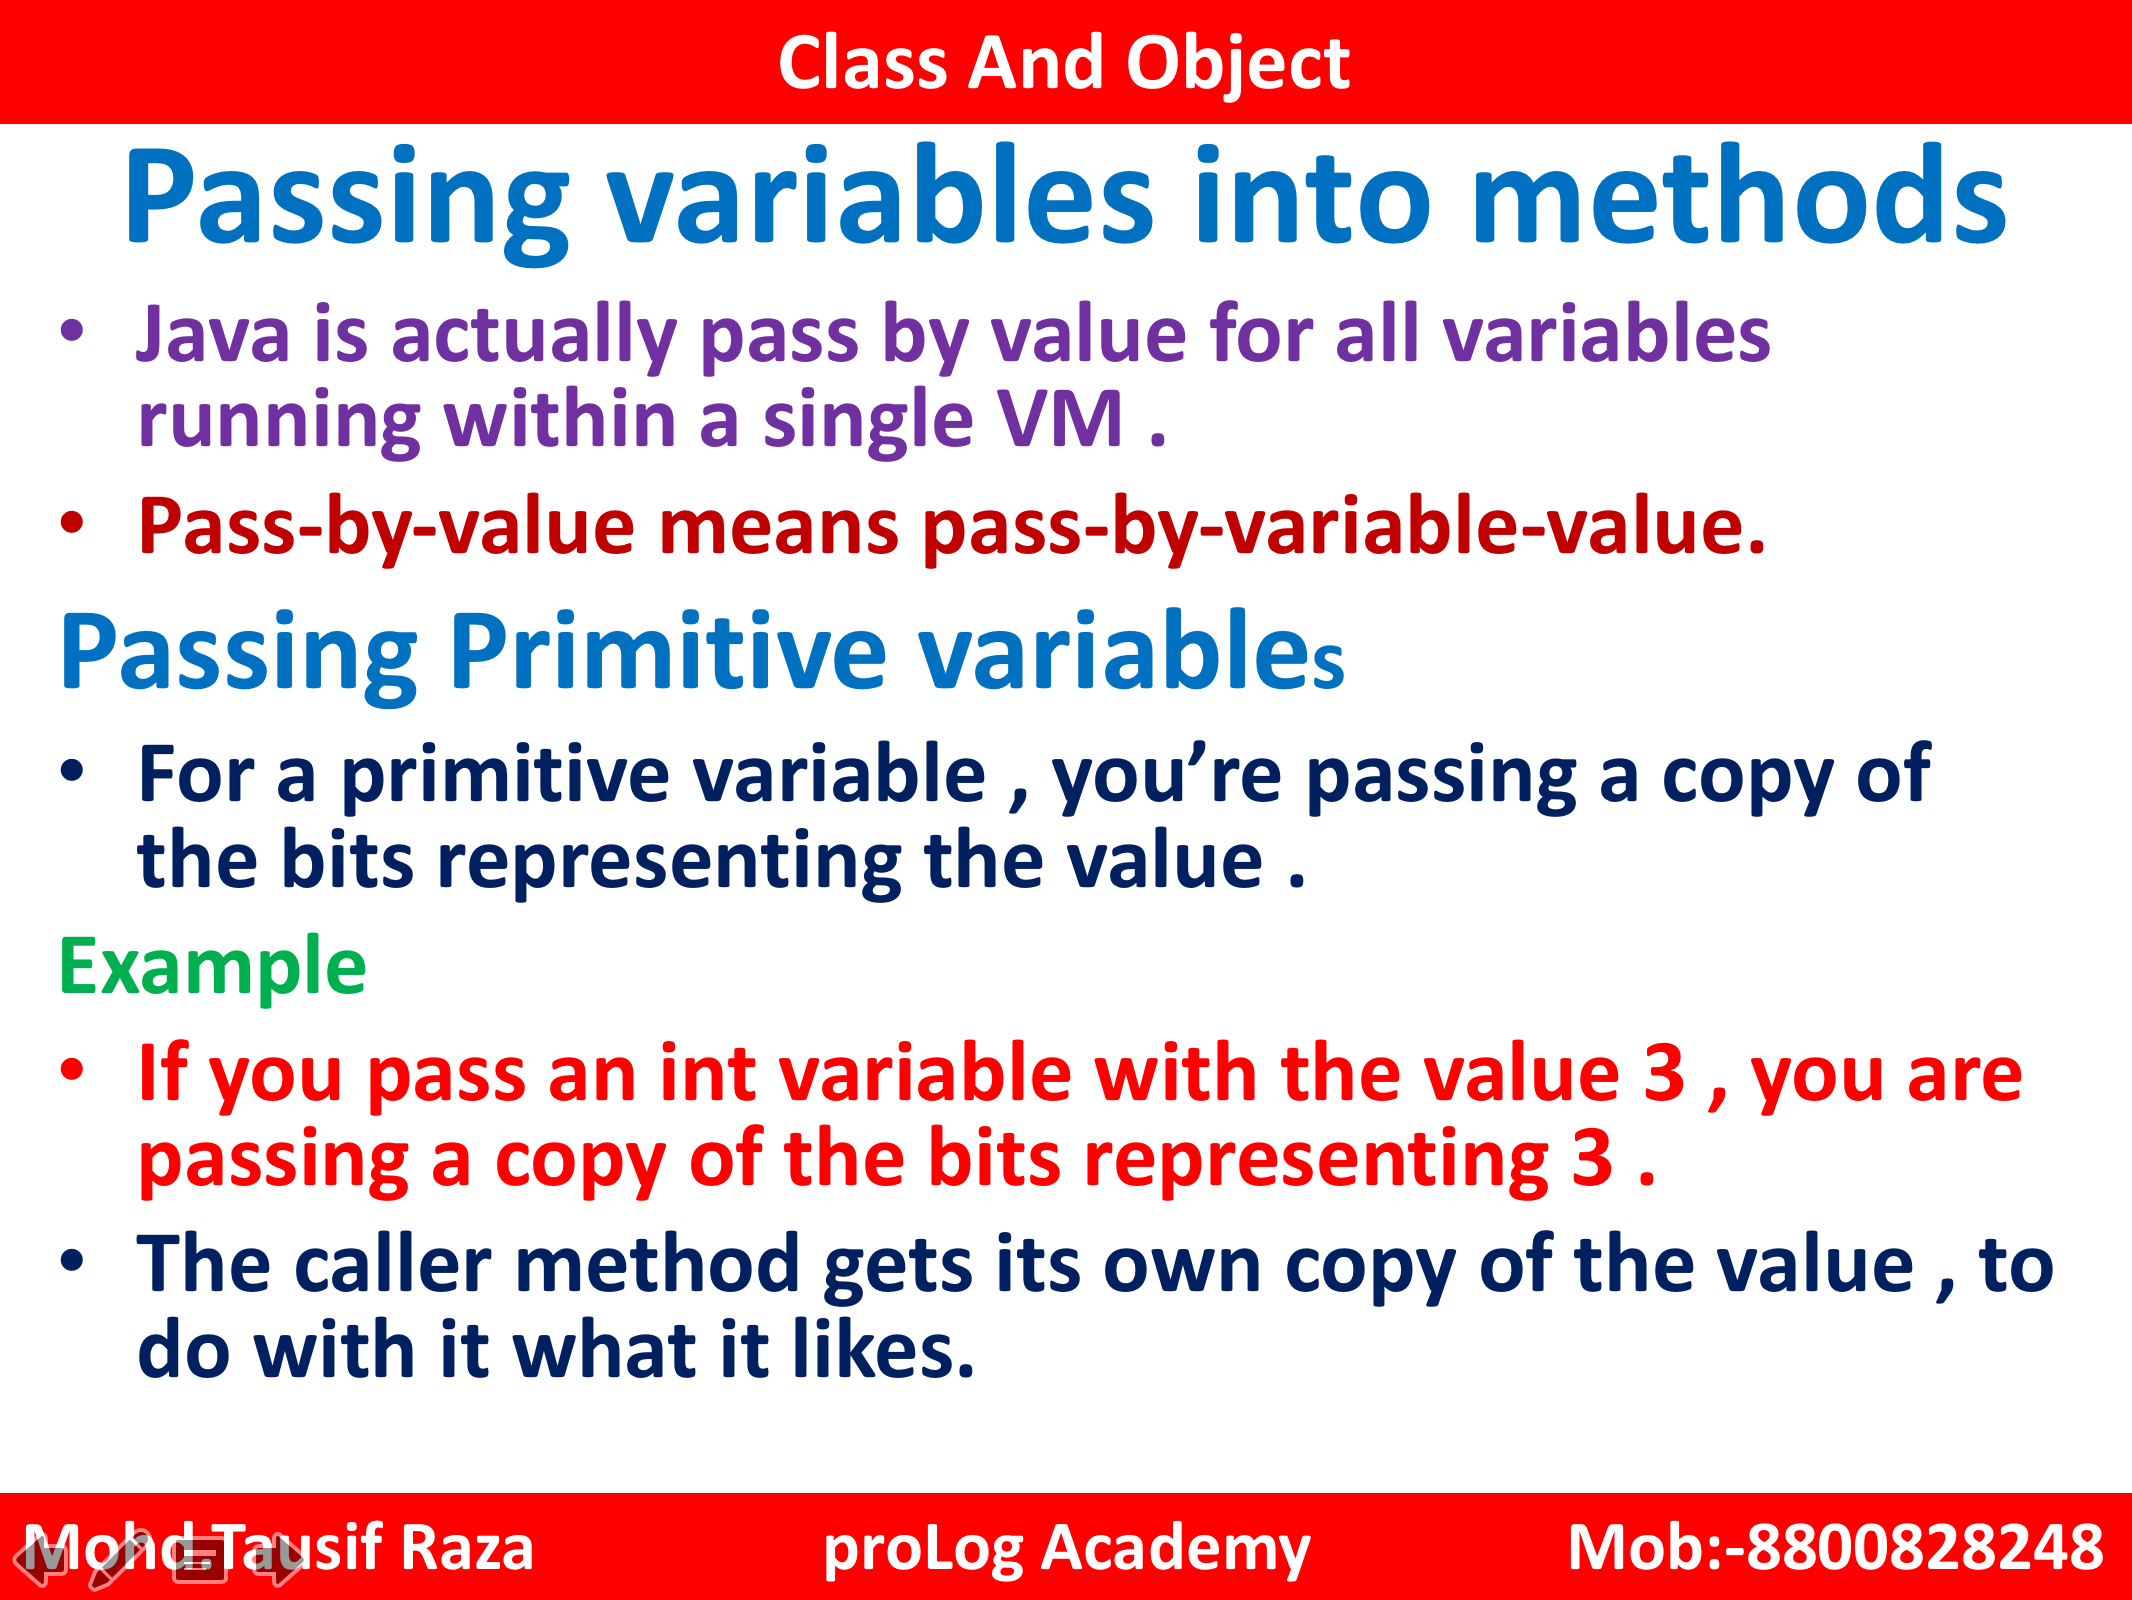 Class And Object
Passing variables into methods
• Java is actually pass by value for all variables
running within a single VM .
• Pass-by-value means pass-by-variable-value.
Passing Primitive variables
• For a primitive variable , you’re passing a copy of
the bits representing the value .
Example
• If you pass an int variable with the value 3 , you are
passing a copy of the bits representing 3 .
• The caller method gets its own copy of the value , to
do with it what it likes.
Mohd Tausif Raza proLog Academy Mob:-8800828248